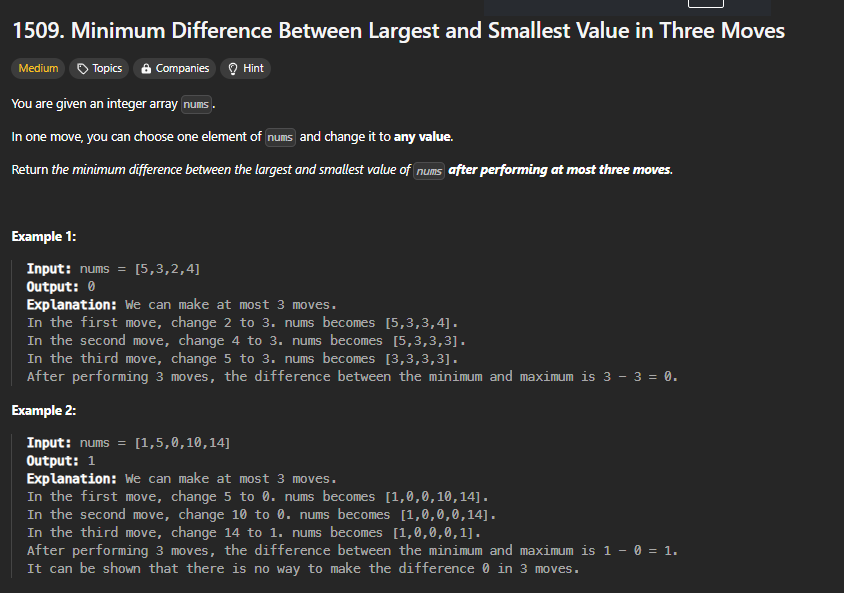 1509. Minimum Difference Between Largest and Smallest Value in Three Moves
Medium Topics Companies Hint
You are given an integer array nums.
In one move, you can choose one element of nums and change it to any value.
Return the minimum difference between the largest and smallest value of nums after performing at most three moves.
Example 1:
Input: nums = [5,3,2,4]
Output: 0
Explanation: We can make at most 3 moves.
In the first move, change 2 to 3. nums becomes [5,3,3,4].
In the second move, change 4 to 3. nums becomes [5,3,3,3].
In the third move, change 5 to 3. nums becomes [3,3,3,3].
After performing 3 moves, the difference between the minimum and maximum is 3 - 3 = 0.
Example 2:
Input: nums = [1,5,0,10,14]
Output: 1
Explanation: We can make at most 3 moves.
In the first move, change 5 to 0. nums becomes [1,0,0,10,14].
In the second move, change 10 to 0. nums becomes [1,0,0,0,14].
In the third move, change 14 to 1. nums becomes [1,0,0,0,1].
After performing 3 moves, the difference between the minimum and maximum is 1 - 0 = 1.
It can be shown that there is no way to make the difference 0 in 3 moves.